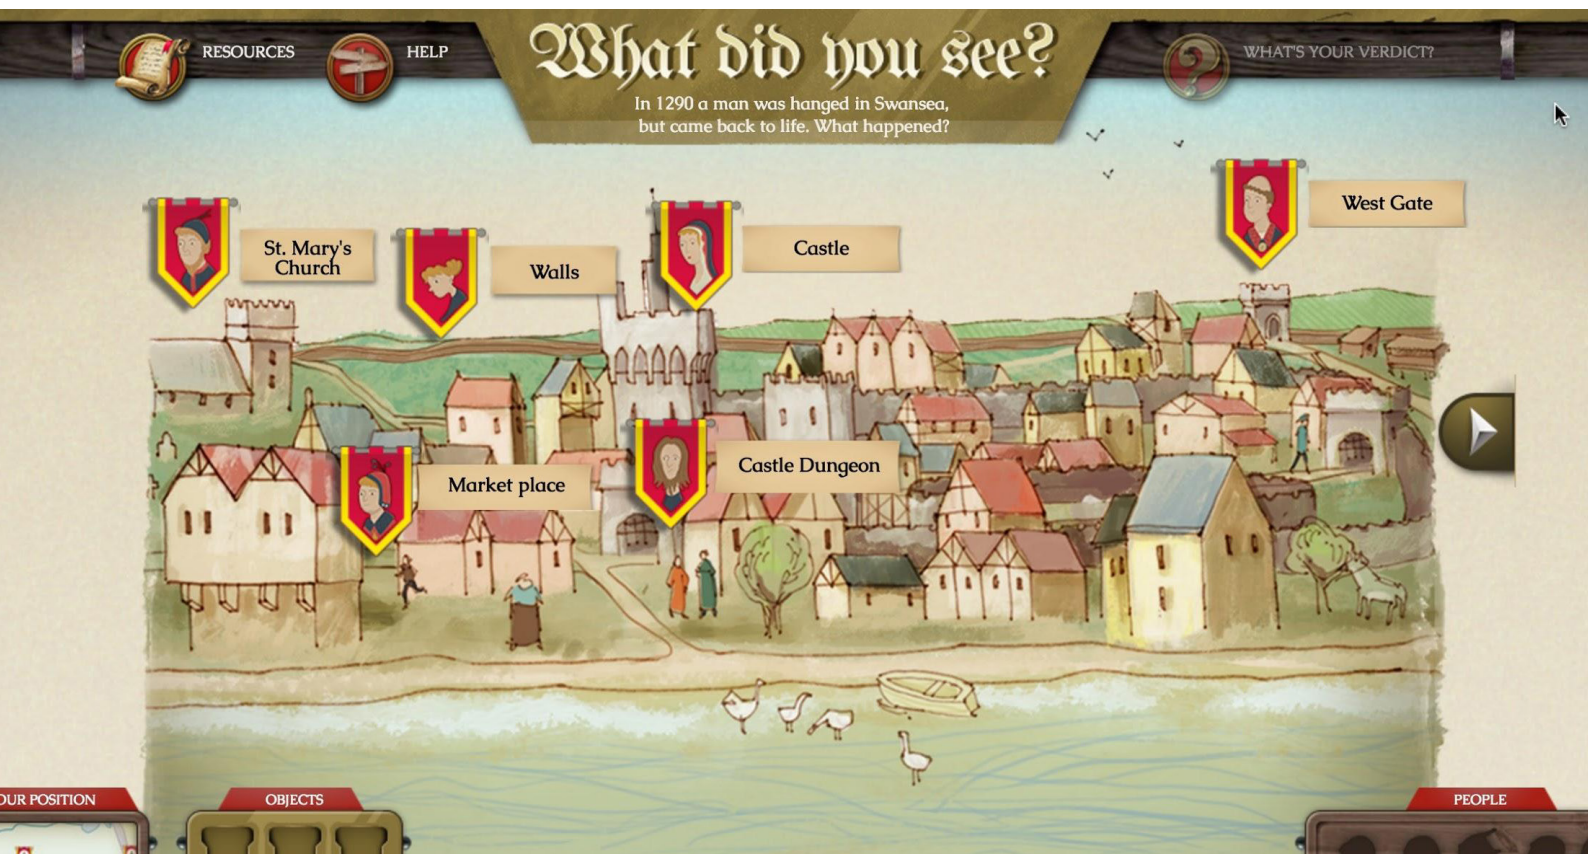 RESOURCES
HELP
What did you see?
In 1290 a man was hanged in Swansea,
but came back to life. What happened?
WHAT'S YOUR VERDICT?
West Gate
St. Mary's
Church
Walls
Castle
Market place
Castle Dungeon
OUR POSITION
OBJECTS
PEOPLE